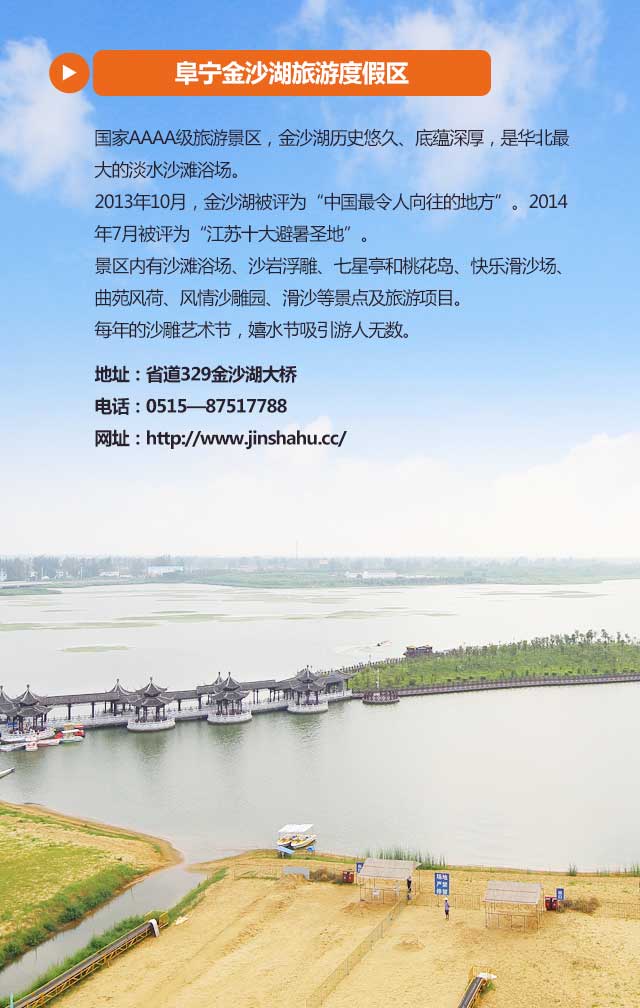 阜宁金沙湖旅游度假区
国家AAAA级旅游景区，金沙湖历史悠久、底蕴深厚，是华北最
大的淡水沙滩浴场。
2013年10月，金沙湖被评为“中国最令人向往的地方”。2014
年7月被评为“江苏十大避暑圣地”。
景区内有沙滩浴场、沙岩浮雕、七星亭和桃花岛、快乐滑沙场、
曲苑风荷、风情沙雕园、滑沙等景点及旅游项目。
每年的沙雕艺术节，嬉水节吸引游人无数。
地址：省道329金沙湖大桥
电话：0515—87517788
网址：http://www.jinshahu.cc/